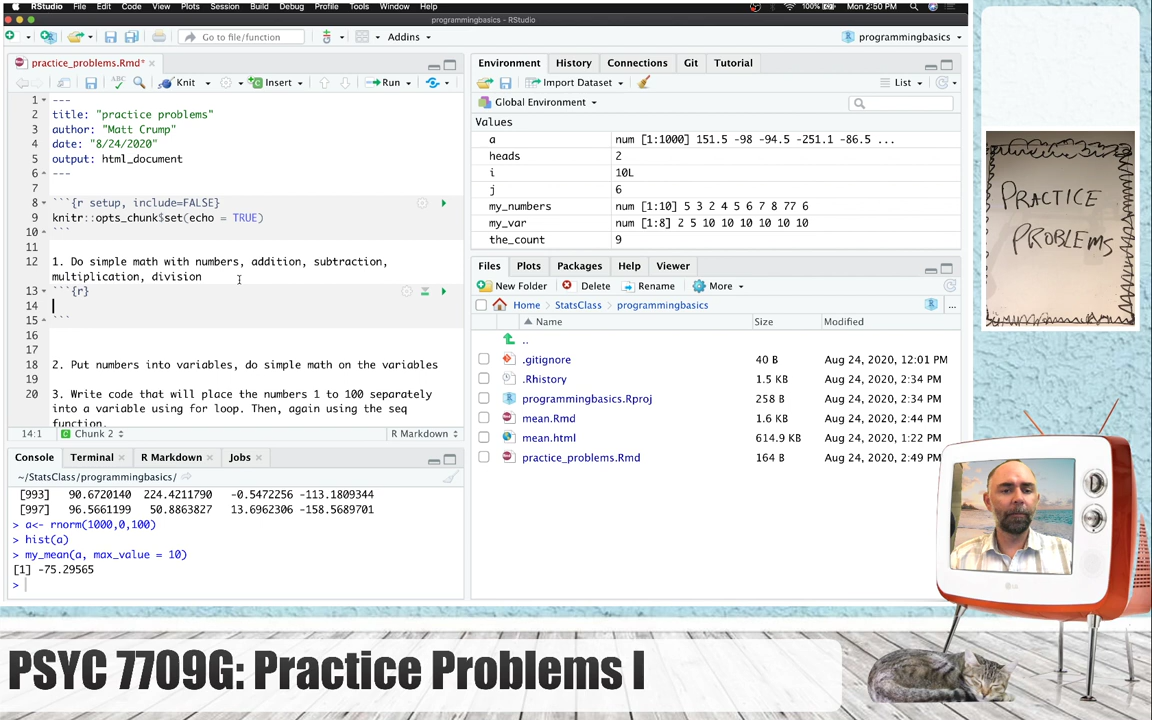 RStudio File Edit Code View Plots Session Build Debug Profile Tools Window Help 100% Mon 2:50 PM
programmingbasics - RStudio
Go to file/function Addins programmingbasics
practice_problems.Rmd*
Knit Insert Run
1 ---
2 title: "practice problems"
3 author: "Matt Crump"
4 date: "8/24/2020"
5 output: html_document
6 ---
7
8 ```{r setup, include=FALSE}
9 knitr::opts_chunk$set(echo = TRUE)
10 ```
11
12 1. Do simple math with numbers, addition, subtraction,
multiplication, division
13 ```{r}
14
15 ```
16
17
18 2. Put numbers into variables, do simple math on the variables
19
20 3. Write code that will place the numbers 1 to 100 separately
into a variable using for loop. Then, again using the seq
function.
14:1 Chunk 2 R Markdown
Console Terminal R Markdown Jobs
~/StatsClass/programmingbasics/
[993] 90.6720140 224.4211790 -0.5472256 -113.1809344
[997] 96.5661199 50.8863827 13.6962306 -158.5689701
> a<- rnorm(1000,0,100)
> hist(a)
> my_mean(a, max_value = 10)
[1] -75.29565
>
Environment History Connections Git Tutorial
Import Dataset List
Global Environment
Values
a num [1:1000] 151.5 -98 -94.5 -251.1 -86.5 ...
heads 2
i 10L
j 6
my_numbers num [1:10] 5 3 2 4 5 6 7 8 77 6
my_var num [1:8] 2 5 10 10 10 10 10 10
the_count 9
Files Plots Packages Help Viewer
New Folder Delete Rename More
Home StatsClass programmingbasics ...
Name Size Modified
..
.gitignore 40 B Aug 24, 2020, 12:01 PM
.Rhistory 1.5 KB Aug 24, 2020, 2:34 PM
programmingbasics.Rproj 258 B Aug 24, 2020, 2:34 PM
mean.Rmd 1.6 KB Aug 24, 2020, 2:44 PM
mean.html 614.9 KB Aug 24, 2020, 1:22 PM
practice_problems.Rmd 164 B Aug 24, 2020, 2:49 PM
PRACTICE
PROBLEMS
LG
PSYC 7709G: Practice Problems I